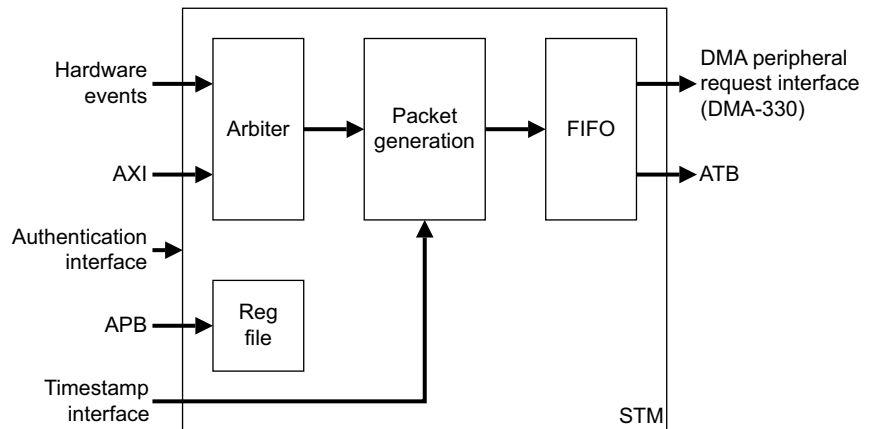 Hardware
events
AXI
Authentication
interface
APB
Timestamp
interface
Arbiter
Packet
generation
FIFO
Reg
file
DMA peripheral
request interface
(DMA-330)
ATB
STM